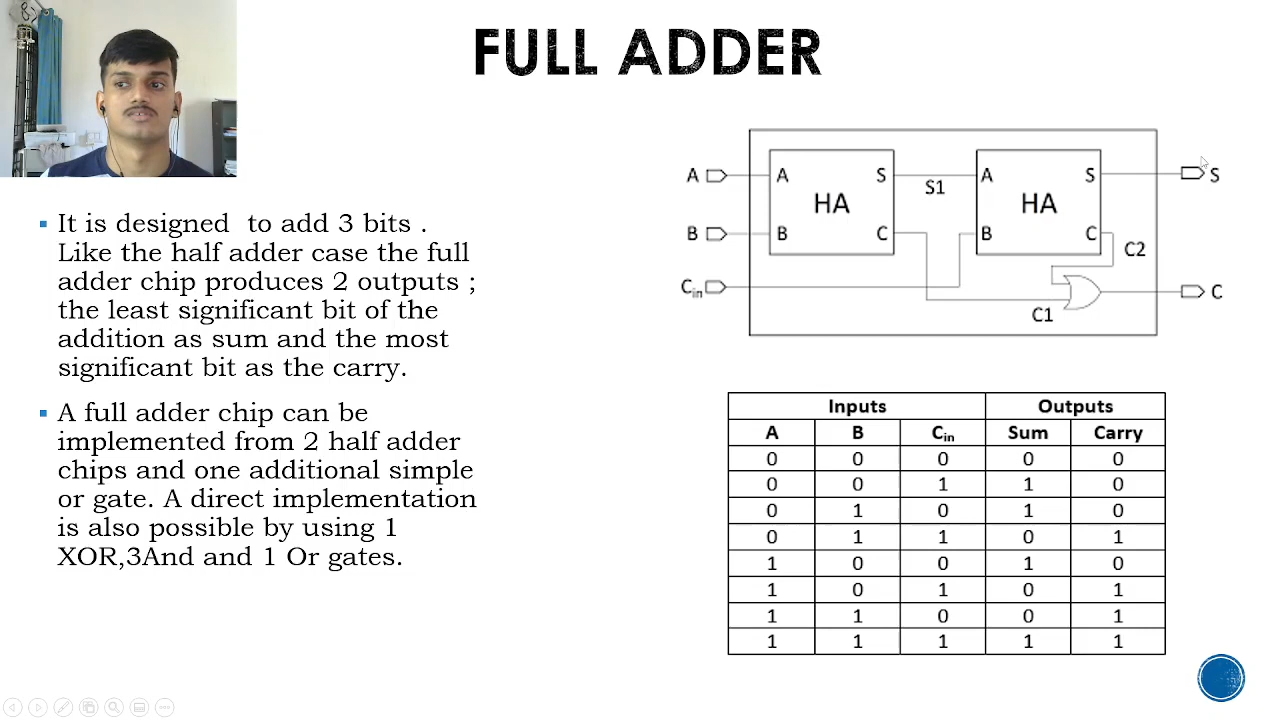 FULL ADDER
It is designed to add 3 bits .
Like the half adder case the full
adder chip produces 2 outputs ;
the least significant bit of the
addition as sum and the most
significant bit as the carry.
A full adder chip can be
implemented from 2 half adder
chips and one additional simple
or gate. A direct implementation
is also possible by using 1
XOR,3And and 1 Or gates.
A A S S1 A S S
HA HA
B B C B C C2
Cin C
C1
Inputs Outputs
A B Cin Sum Carry
0 0 0 0 0
0 0 1 1 0
0 1 0 1 0
0 1 1 0 1
1 0 0 1 0
1 0 1 0 1
1 1 0 0 1
1 1 1 1 1